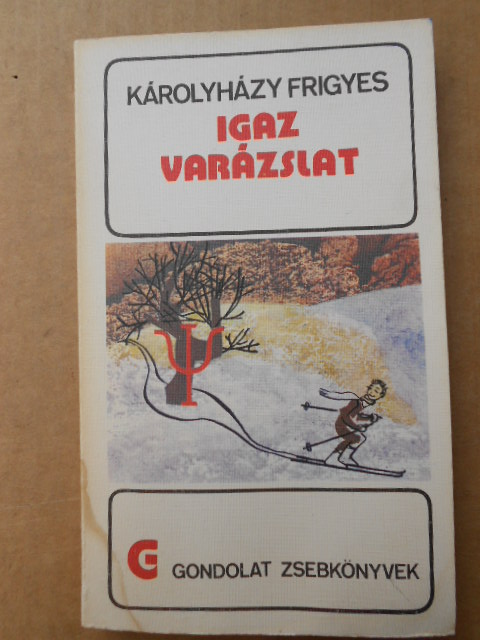 KÁROLYHÁZY FRIGYES
IGAZ
VARÁZSLAT
Ψ
G GONDOLAT ZSEBKÖNYVEK